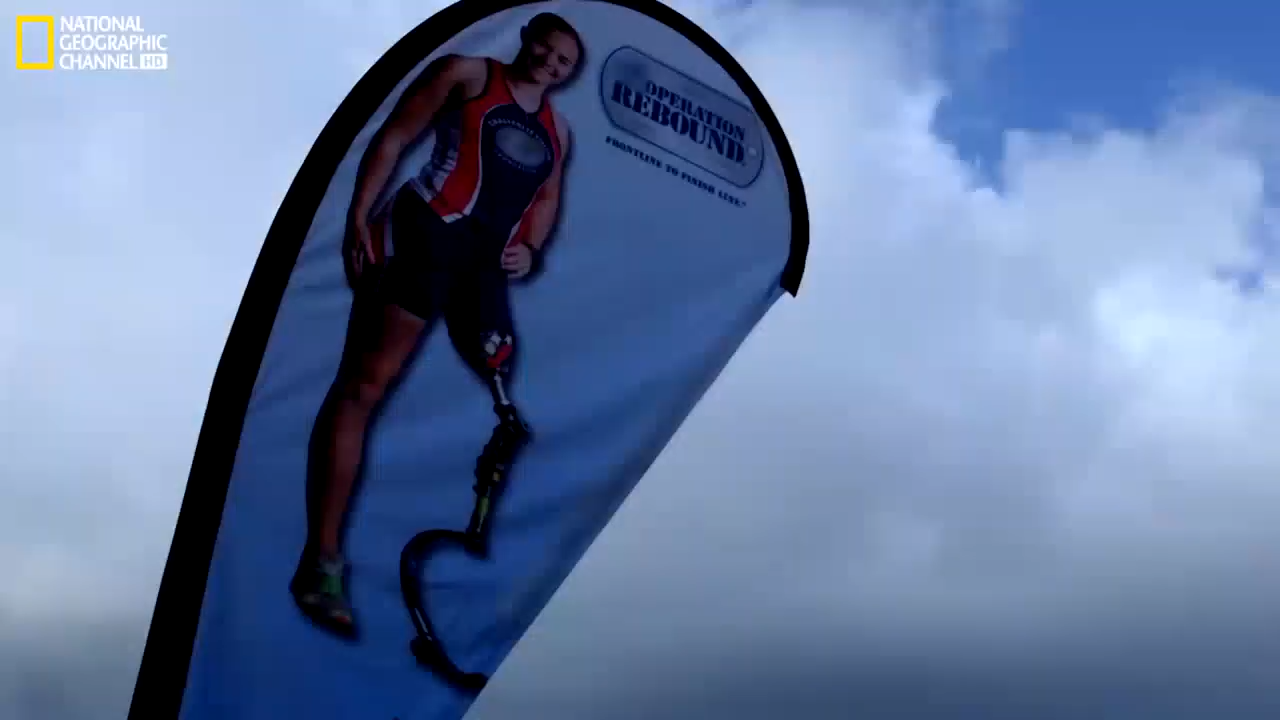 NATIONAL
GEOGRAPHIC
CHANNEL HD
OPERATION
REBOUND
FRONTLINE TO FINISH LINE